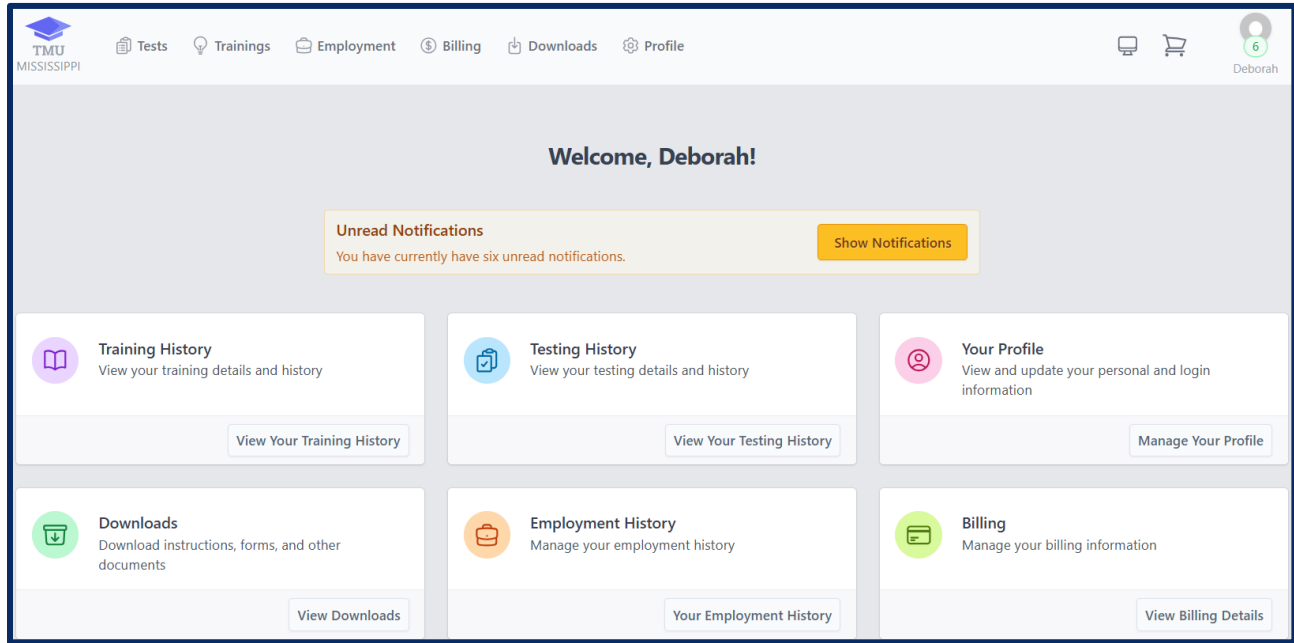 TMU
MISSISSIPPI
Tests
Trainings
Employment
Billing
Downloads
Profile
6
Deborah
Welcome, Deborah!
Unread Notifications
You have currently have six unread notifications.
Show Notifications
Training History
View your training details and history
View Your Training History
Testing History
View your testing details and history
View Your Testing History
Your Profile
View and update your personal and login
information
Manage Your Profile
Downloads
Download instructions, forms, and other
documents
View Downloads
Employment History
Manage your employment history
Your Employment History
Billing
Manage your billing information
View Billing Details